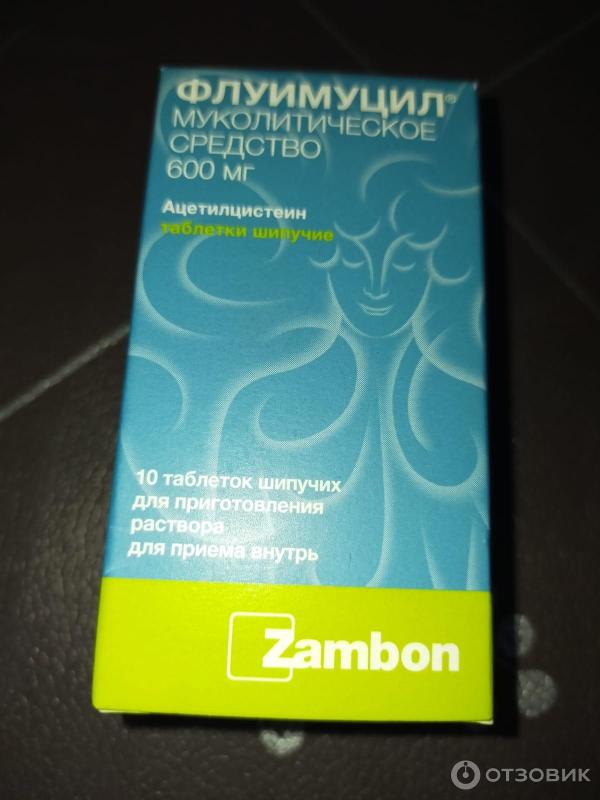 ФЛУИМУЦИЛ®
МУКОЛИТИЧЕСКОЕ
СРЕДСТВО
600 мг
Ацетилцистеин
таблетки шипучие
10 таблеток шипучих
для приготовления
раствора
для приема внутрь
Zambon
ОТЗОВИК